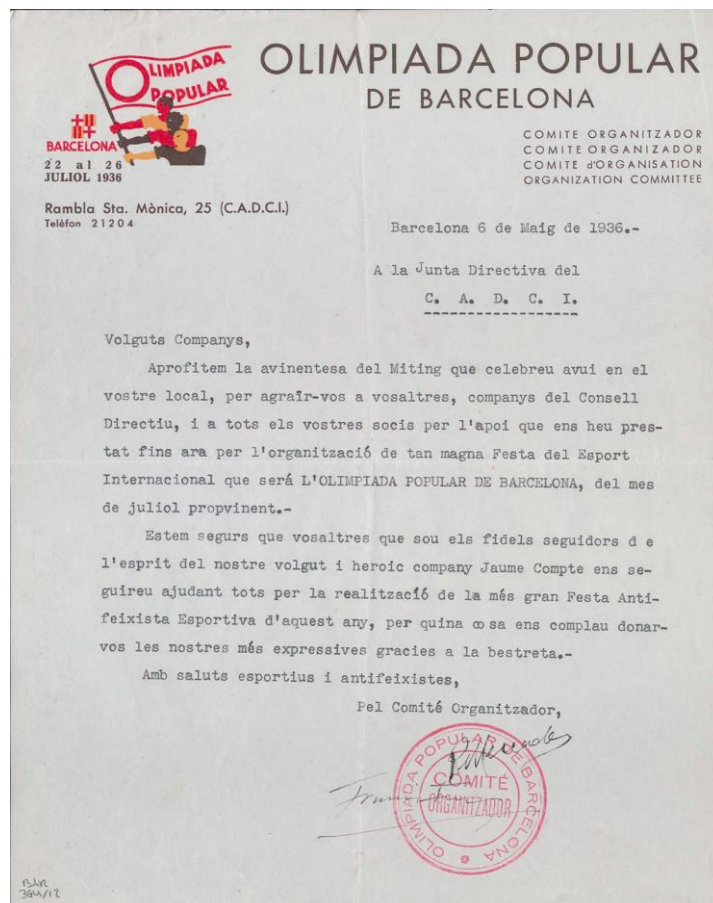 OLIMPIADA POPULAR
BARCELONA
22 al 26
JULIOL 1936
Rambla Sta. Mònica, 25 (C.A.D.C.I.)
Telèfon 21204
OLIMPIADA POPULAR
DE BARCELONA
COMITE ORGANITZADOR
COMITE ORGANIZADOR
COMITE d'ORGANISATION
ORGANIZATION COMMITTEE
Barcelona 6 de Maig de 1936.-
A la Junta Directiva del
C. A. D. C. I.
Volguts Companys,
Aprofitem la avinentesa del Miting que celebreu avui en el
vostre local, per agraïr-vos a vosaltres, companys del Consell
Directiu, i a tots els vostres socis per l'apoi que ens heu pres-
tat fins ara per l'organització de tan magna Festa del Esport
Internacional que será L'OLIMPIADA POPULAR DE BARCELONA, del mes
de juliol propvinent.-
Estem segurs que vosaltres que sou els fidels seguidors d e
l'esprit del nostre volgut i heroic company Jaume Compte ens se-
guireu ajudant tots per la realització de la més gran Festa Anti-
feixista Esportiva d'aquest any, per quina co sa ens complau donar-
vos les nostres més expressives gracies a la bestreta.-
Amb saluts esportius i antifeixistes,
Pel Comité Organitzador,
OLIMPIADA POPULAR DE BARCELONA
COMITÉ
ORGANITZADOR